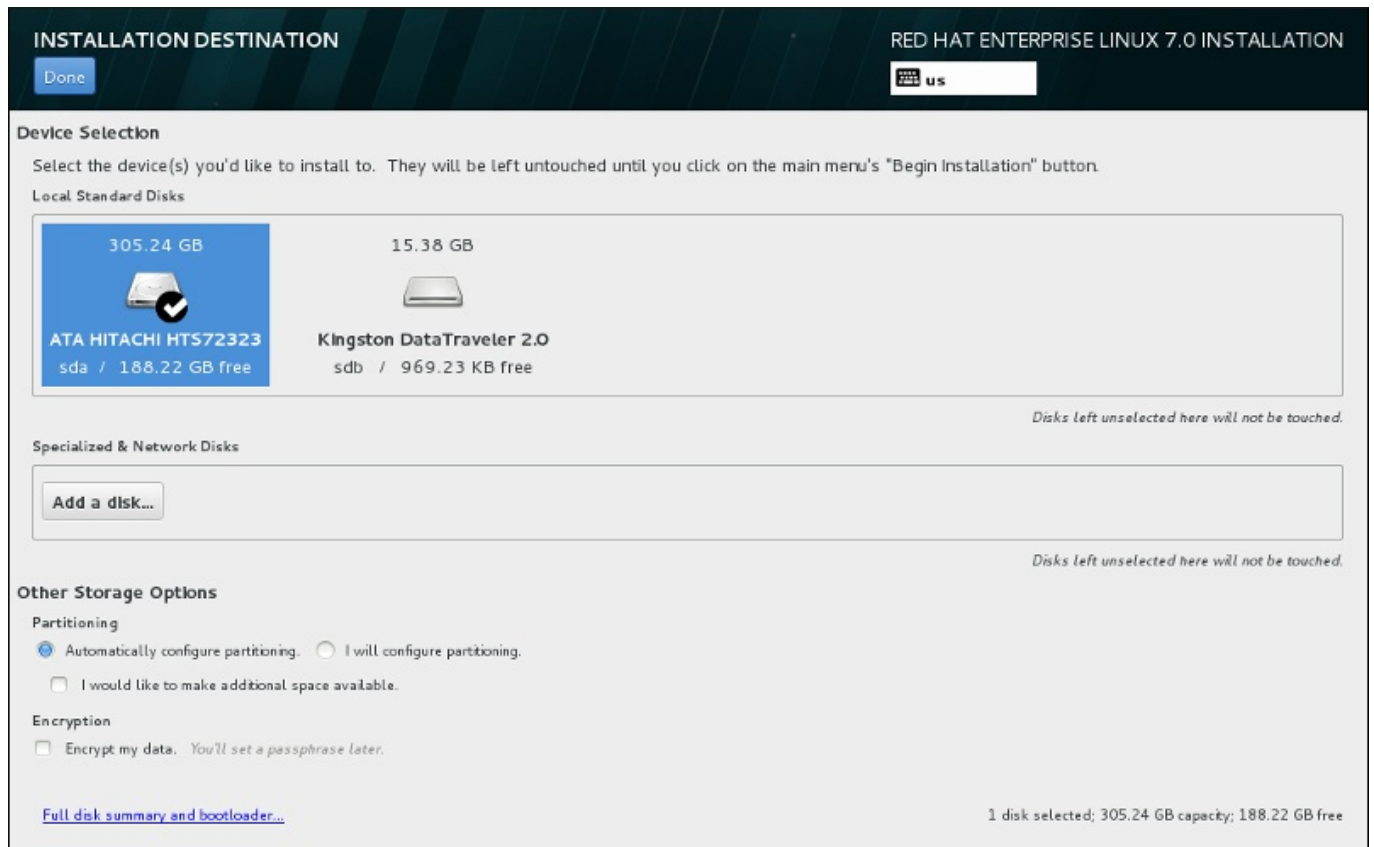 INSTALLATION DESTINATION
RED HAT ENTERPRISE LINUX 7.0 INSTALLATION
Done
us
Device Selection
Select the device(s) you'd like to install to. They will be left untouched until you click on the main menu's "Begin Installation" button.
Local Standard Disks
305.24 GB
ATA HITACHI HTS72323
sda / 188.22 GB free
15.38 GB
Kingston DataTraveler 2.0
sdb / 969.23 KB free
Disks left unselected here will not be touched.
Specialized & Network Disks
Add a disk...
Disks left unselected here will not be touched.
Other Storage Options
Partitioning
Automatically configure partitioning. I will configure partitioning.
I would like to make additional space available.
Encryption
Encrypt my data. You'll set a passphrase later.
Full disk summary and bootloader...
1 disk selected; 305.24 GB capacity; 188.22 GB free